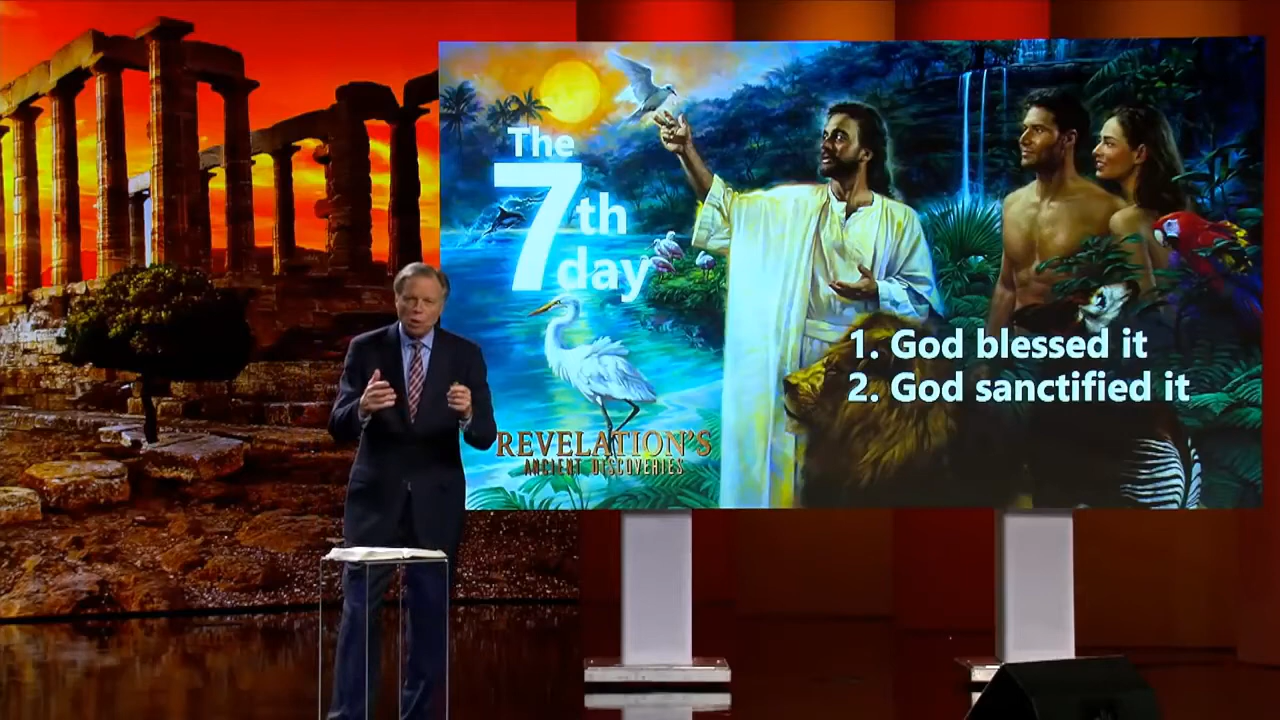 The
7th
day
1. God blessed it
2. God sanctified it
REVELATION'S
ANCIENT DISCOVERIES